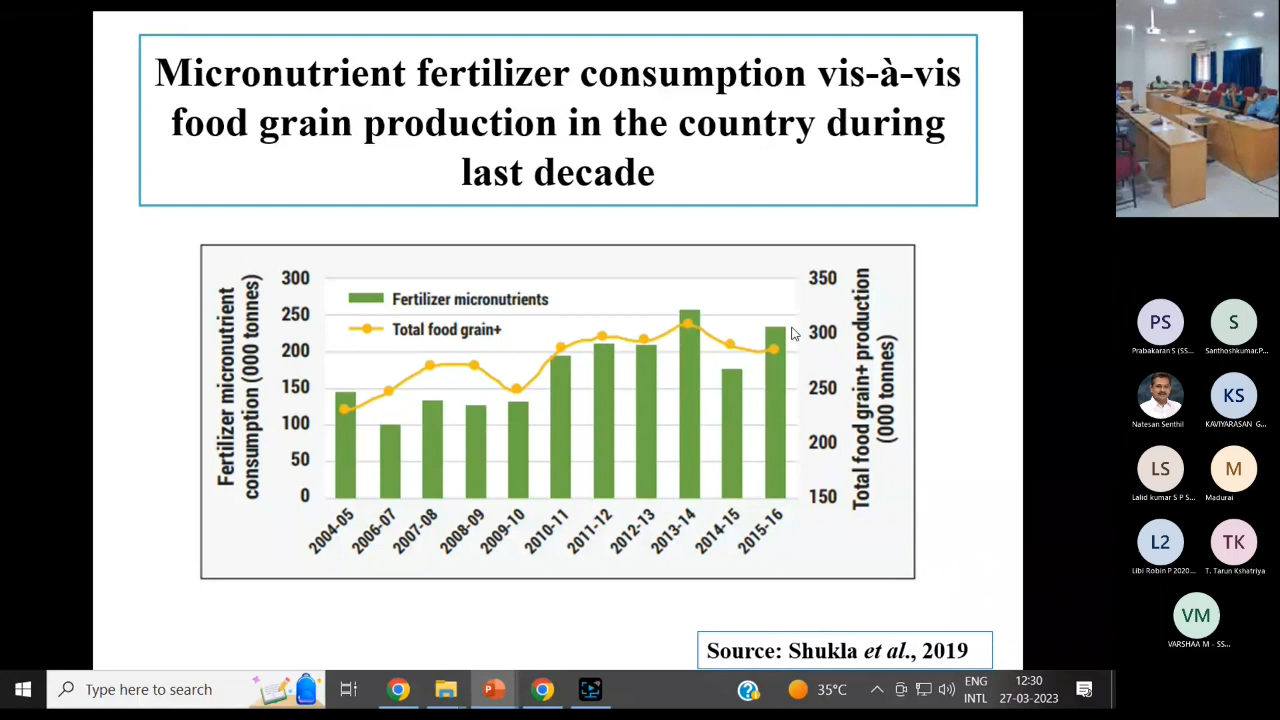 Micronutrient fertilizer consumption vis-à-vis
food grain production in the country during
last decade
Fertilizer micronutrient
consumption (000 tonnes)
300
250
200
150
100
50
0
Fertilizer micronutrients
Total food grain+
350
300
250
200
150
Total food grain+ production
(000 tonnes)
2004-05
2006-07
2007-08
2008-09
2009-10
2010-11
2011-12
2012-13
2013-14
2014-15
2015-16
Source: Shukla et al., 2019
PS
Prabakaran S (SS...
S
Santhoshkumar.P...
Natesan Senthil
KS
KAVIYARASAN G...
LS
Lalid kumar S P S...
M
Madurai
L2
Libi Robin P 2020...
TK
T. Tarun Kshatriya
VM
VARSHAA M - SS...
Type here to search
35°C
ENG
INTL
12:30
27-03-2023